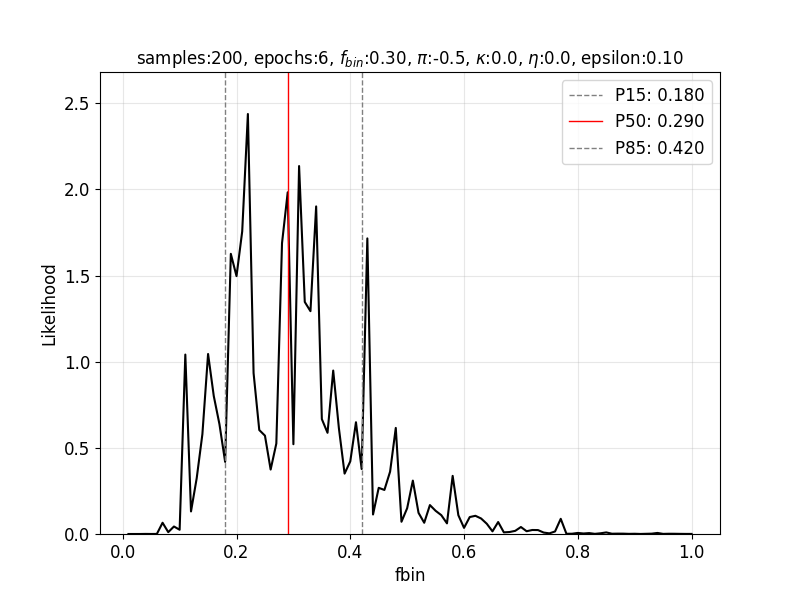 samples:200, epochs:6, $f_{bin}$:0.30, π:-0.5, κ:0.0, η:0.0, epsilon:0.10
P15: 0.180
P50: 0.290
P85: 0.420
Likelihood
2.5
2.0
1.5
1.0
0.5
0.0
0.0 0.2 0.4 0.6 0.8 1.0
fbin